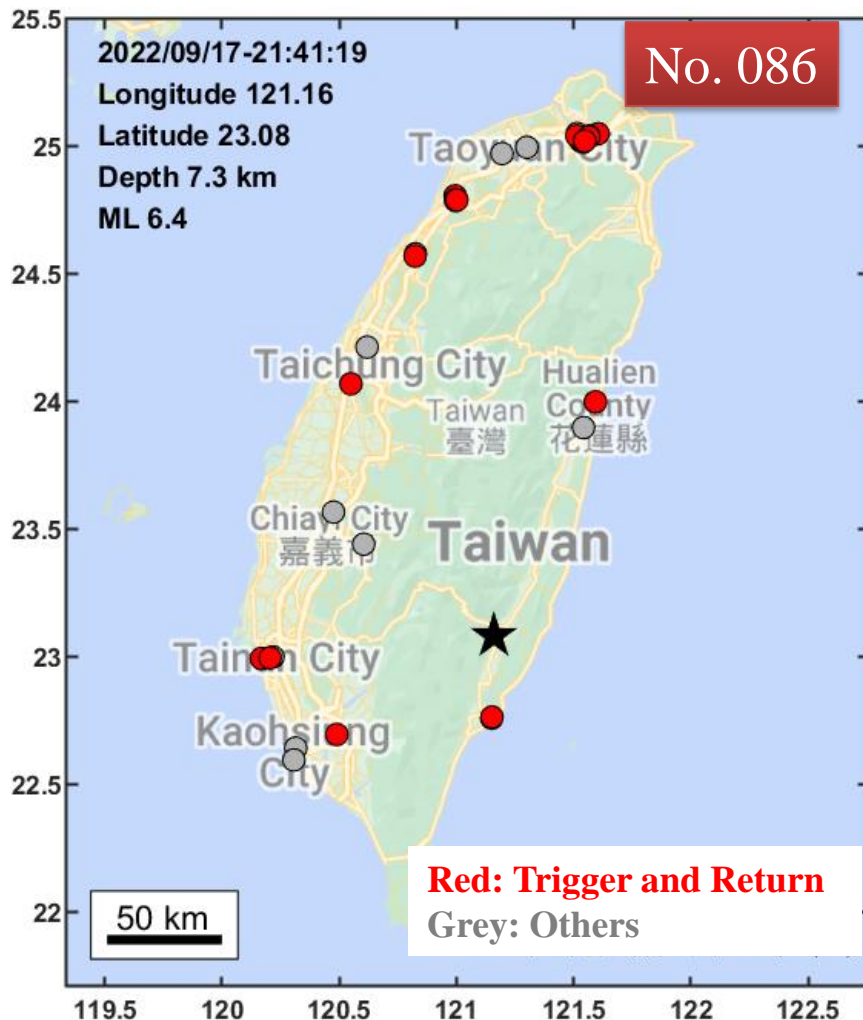 25.5
2022/09/17-21:41:19
Longitude 121.16
Latitude 23.08
Depth 7.3 km
ML 6.4
No. 086
25
Taoyuan City
24.5
24
Taichung City
Hualien
County
花蓮縣
Taiwan
臺灣
23.5
Chiayi City
嘉義市
Taiwan
23
Tainan City
Kaohsiung
City
22.5
Red: Trigger and Return
Grey: Others
22
50 km
119.5 120 120.5 121 121.5 122 122.5